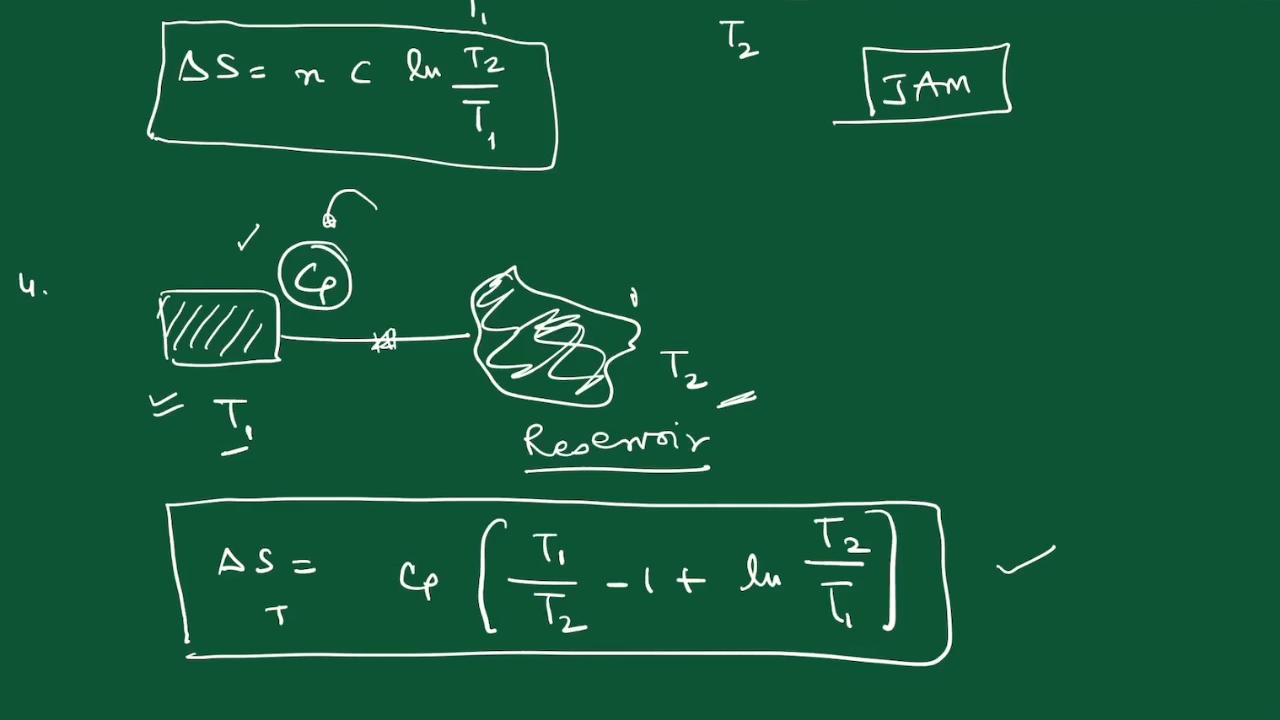 T₁
T₂
ΔS = n C ln T₂/T₁
JAM
4.
Cp
T₁
T₂
Reservoir
ΔS_T = Cp [ T₁/T₂ - 1 + ln T₂/T₁ ]